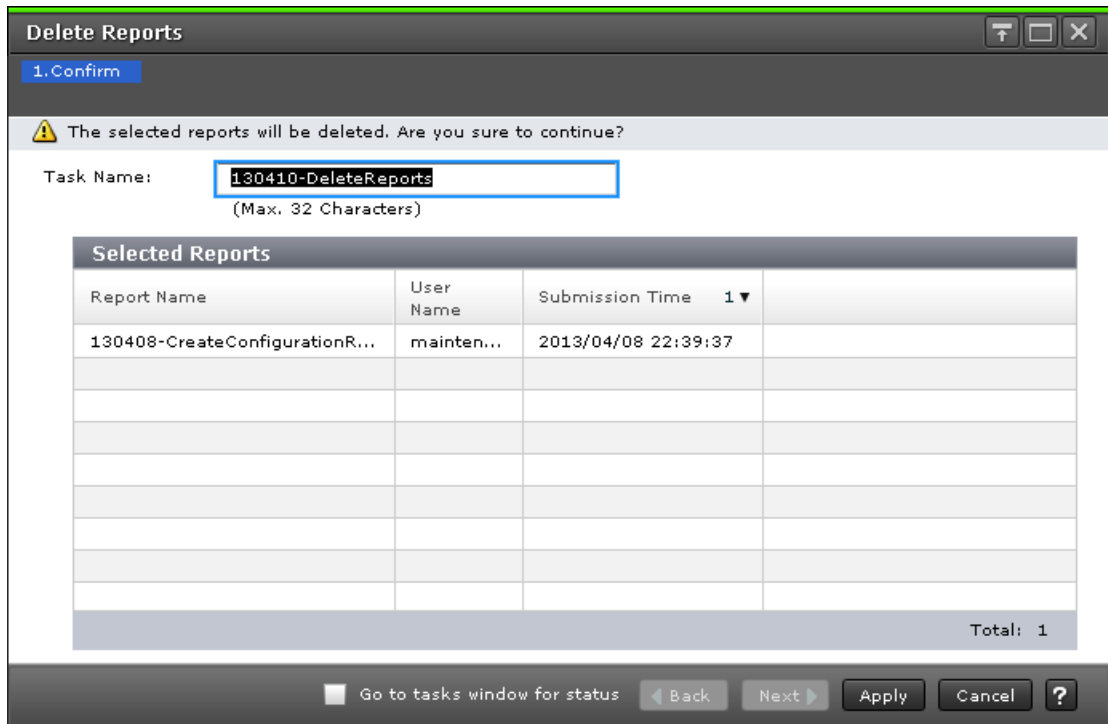 Delete Reports
1.Confirm
The selected reports will be deleted. Are you sure to continue?
Task Name: 130410-DeleteReports
(Max. 32 Characters)
Selected Reports
Report Name User Name Submission Time 1▼
130408-CreateConfigurationR... mainten... 2013/04/08 22:39:37
Total: 1
Go to tasks window for status Back Next Apply Cancel ?